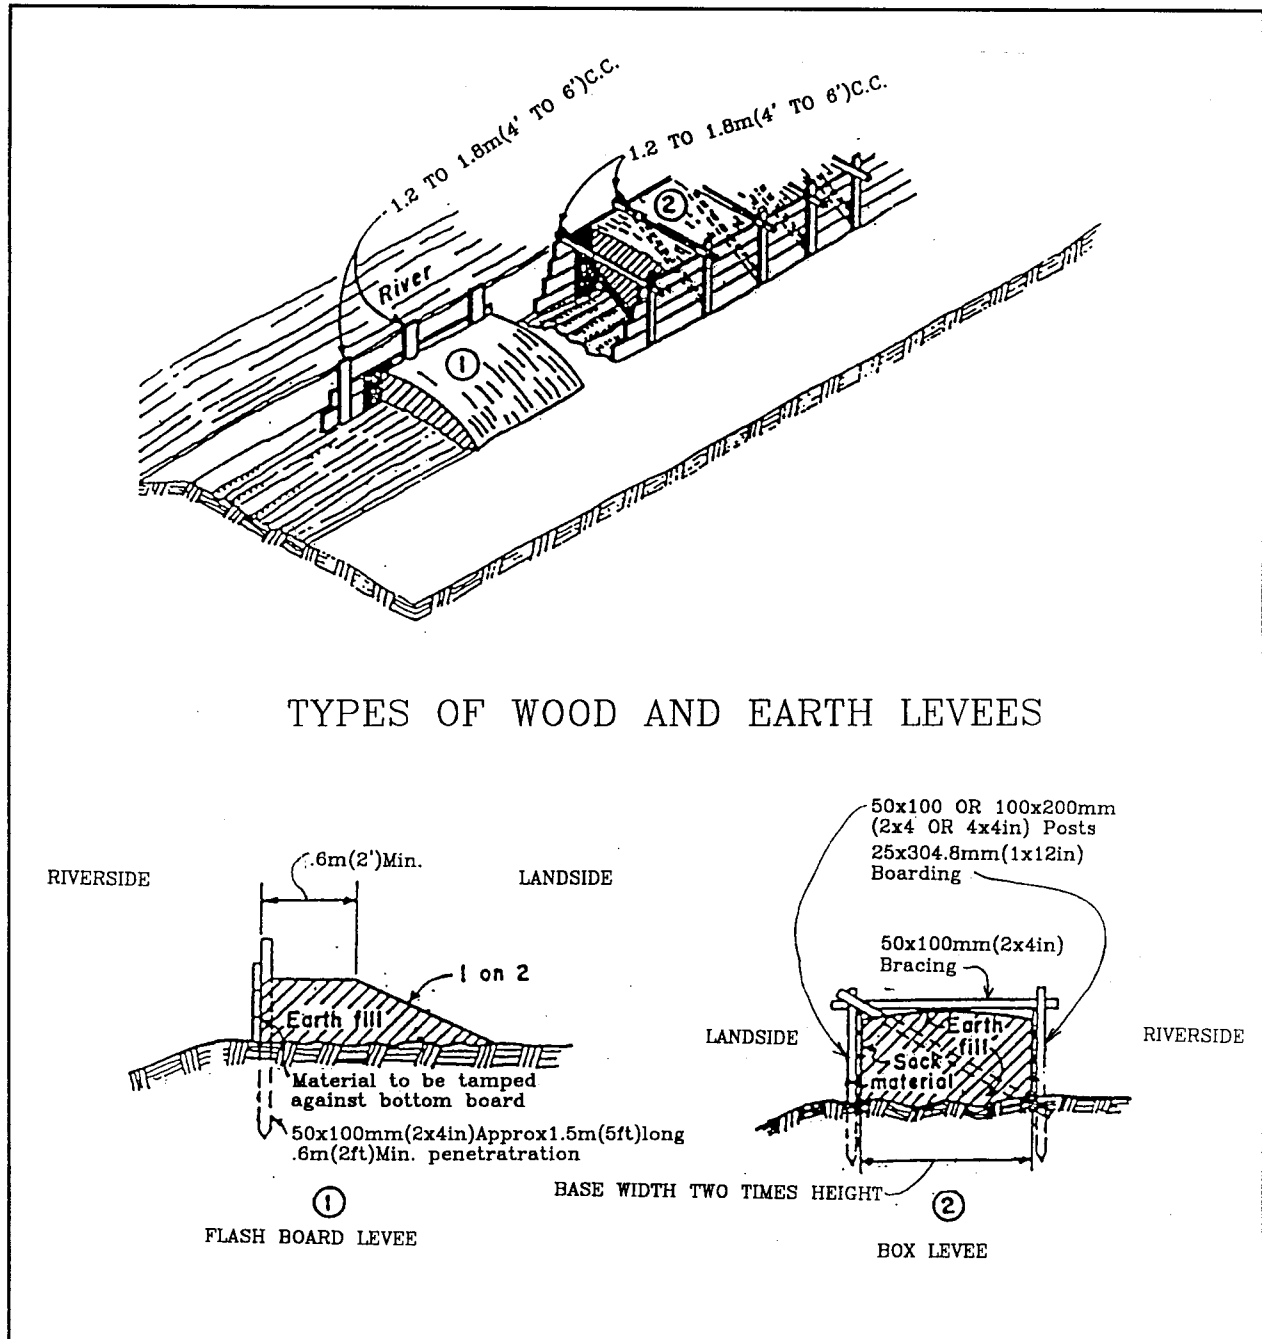 1.2 TO 1.8m(4' TO 6')C.C.
1.2 TO 1.8m(4' TO 6')C.C.
River
1
2
TYPES OF WOOD AND EARTH LEVEES
50x100 OR 100x200mm
(2x4 OR 4x4in) Posts
25x304.8mm(1x12in)
Boarding
.6m(2')Min.
RIVERSIDE
LANDSIDE
50x100mm(2x4in)
Bracing
1 on 2
Earth fill
LANDSIDE
Earth
fill
Sack
material
RIVERSIDE
Material to be tamped
against bottom board
50x100mm(2x4in)Approx1.5m(5ft)long
.6m(2ft)Min. penetratration
BASE WIDTH TWO TIMES HEIGHT
1
FLASH BOARD LEVEE
2
BOX LEVEE